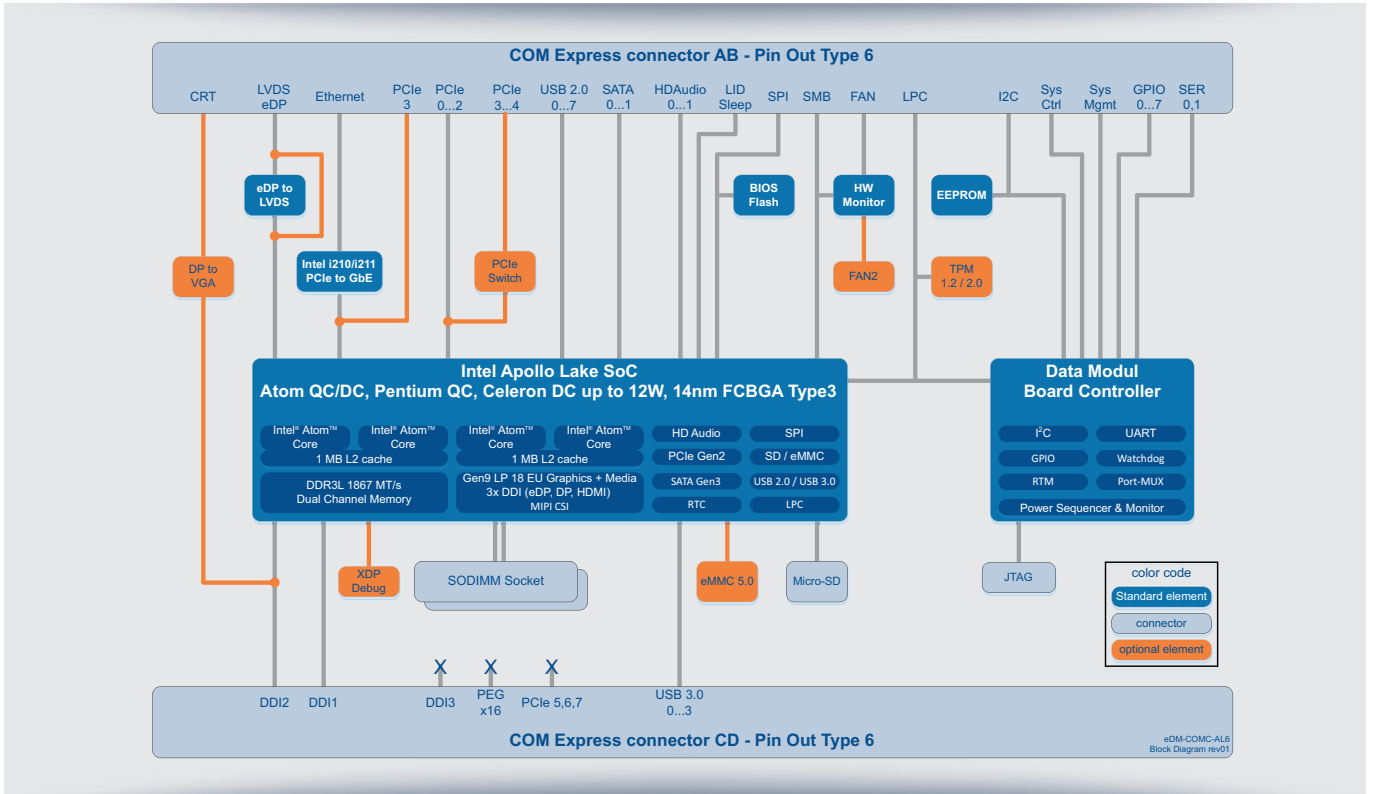 COM Express connector AB - Pin Out Type 6
CRT
LVDS
eDP
Ethernet
PCIe
3
PCIe
0...2
PCIe
3...4
USB 2.0
0...7
SATA
0...1
HDAudio
0...1
LID
Sleep
SPI
SMB
FAN
LPC
I2C
Sys
Ctrl
Sys
Mgmt
GPIO
0...7
SER
0,1
eDP to
LVDS
BIOS
Flash
HW
Monitor
EEPROM
DP to
VGA
Intel i210/i211
PCIe to GbE
PCIe
Switch
FAN2
TPM
1.2 / 2.0
Intel Apollo Lake SoC
Atom QC/DC, Pentium QC, Celeron DC up to 12W, 14nm FCBGA Type3
Intel® Atom™
Core
Intel® Atom™
Core
Intel® Atom™
Core
Intel® Atom™
Core
1 MB L2 cache
1 MB L2 cache
DDR3L 1867 MT/s
Dual Channel Memory
Gen9 LP 18 EU Graphics + Media
3x DDI (eDP, DP, HDMI)
MIPI CSI
HD Audio
SPI
PCIe Gen2
SD / eMMC
SATA Gen3
USB 2.0 / USB 3.0
RTC
LPC
Data Modul
Board Controller
I²C
UART
GPIO
Watchdog
RTM
Port-MUX
Power Sequencer & Monitor
XDP
Debug
SODIMM Socket
eMMC 5.0
Micro-SD
JTAG
color code
Standard element
connector
optional element
X
X
X
DDI2
DDI1
DDI3
PEG
x16
PCIe 5,6,7
USB 3.0
0...3
COM Express connector CD - Pin Out Type 6
eDM-COMC-AL6
Block Diagram rev01